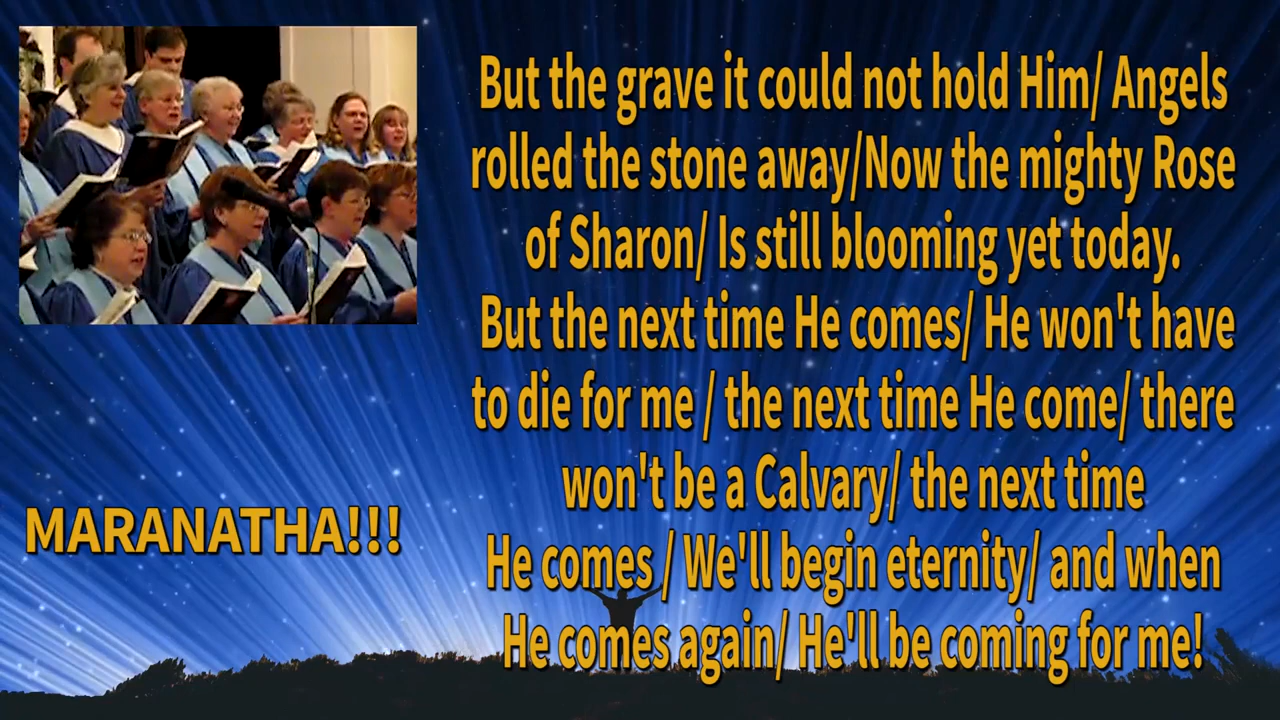 But the grave it could not hold Him/ Angels
rolled the stone away/Now the mighty Rose
of Sharon/ Is still blooming yet today.
But the next time He comes/ He won't have
to die for me / the next time He come/ there
won't be a Calvary/ the next time
He comes / We'll begin eternity/ and when
He comes again/ He'll be coming for me!
MARANATHA!!!